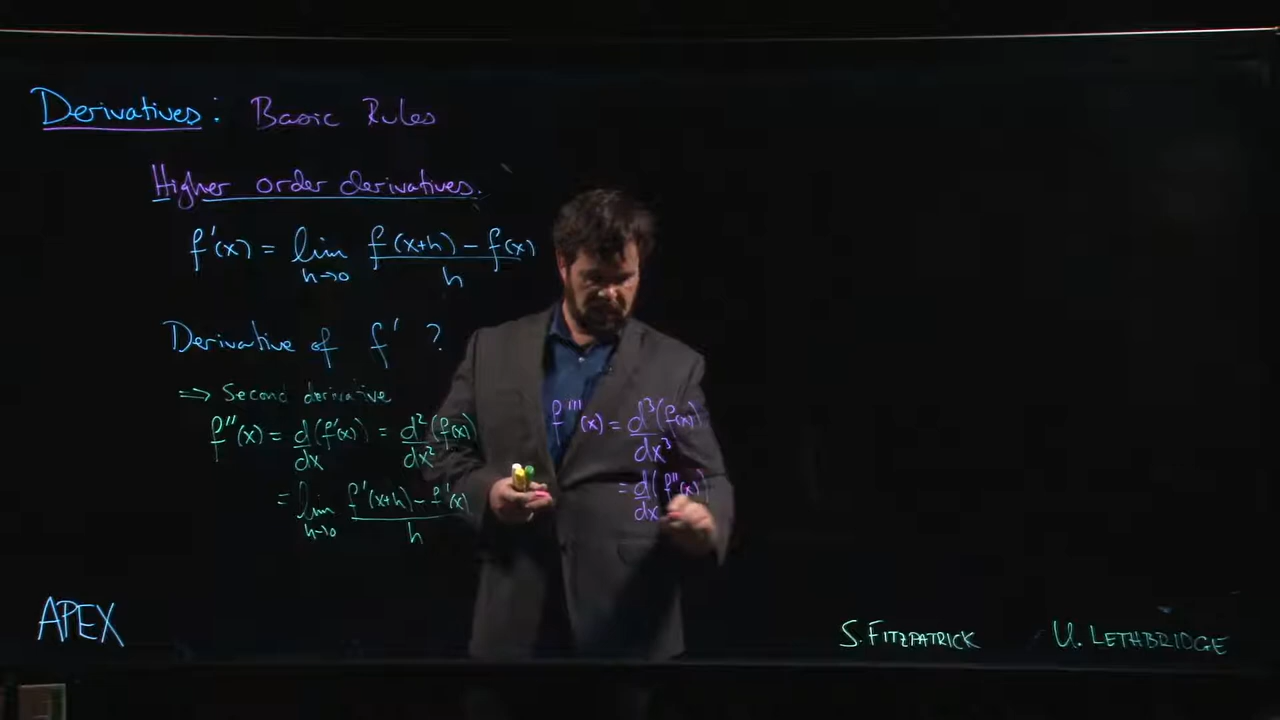 Derivatives: Basic Rules
Higher order derivatives.
f'(x) = lim h→0 f(x+h) − f(x) / h
Derivative of f' ?
⇒ Second derivative
f''(x) = d/dx (f'(x)) = d²/dx² (f(x))
= lim h→0 f'(x+h) − f'(x) / h
f'''(x) = d³/dx³ (f(x))
= d/dx (f''(x))
APEX
S. FITZPATRICK
U. LETHBRIDGE